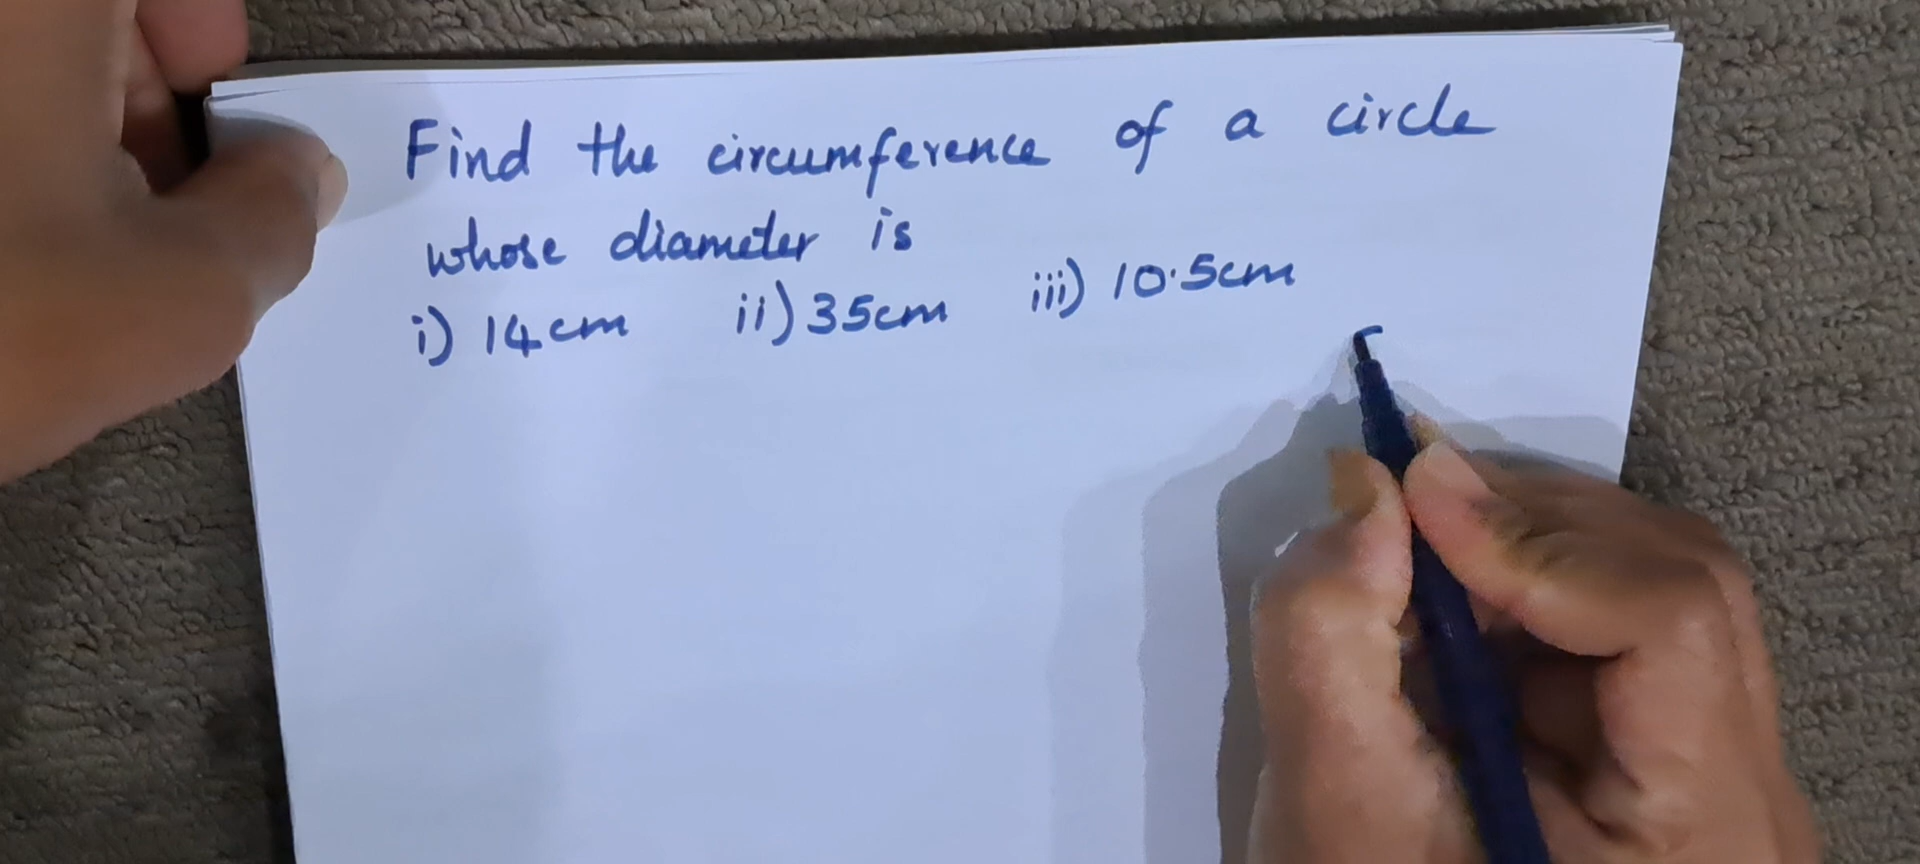 Find the circumference of a circle
whose diameter is
i) 14cm ii) 35cm iii) 10.5cm